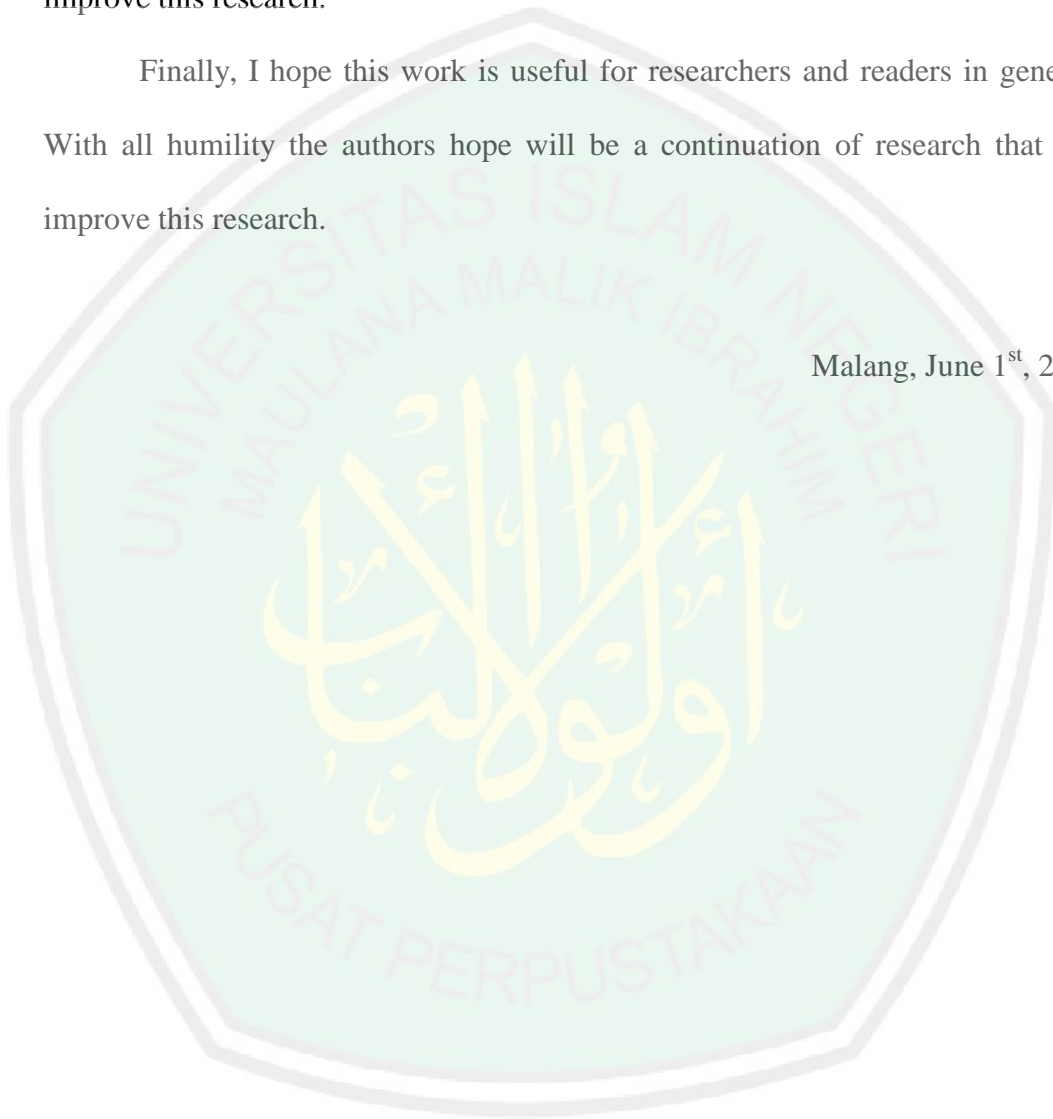 improve this research.
Finally, I hope this work is useful for researchers and readers in gene
With all humility the authors hope will be a continuation of research that
improve this research.
Malang, June 1st, 2
UNIVERSITAS ISLAM NEGERI
MAULANA MALIK IBRAHIM
أولوا الألباب
PUSAT PERPUSTAKAAN